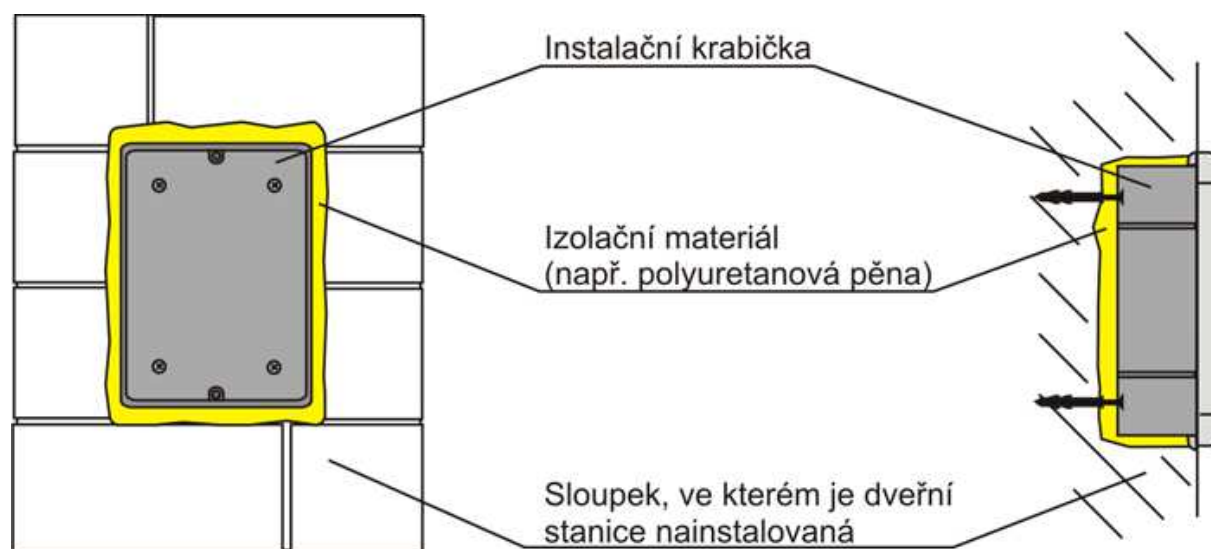 Instalační krabička
Izolační materiál
(např. polyuretanová pěna)
Sloupek, ve kterém je dveřní
stanice nainstalovaná